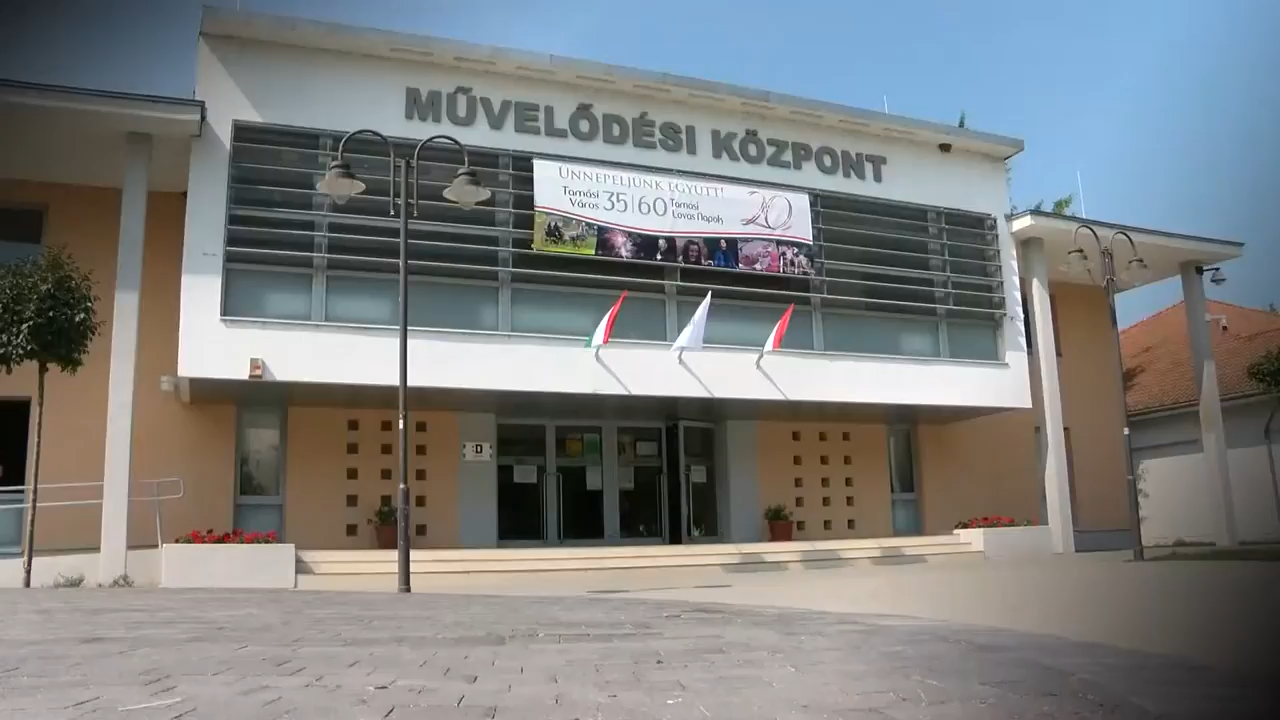 MŰVELŐDÉSI KÖZPONT
ÜNNEPELJÜNK EGYÜTT!
Tamási Város 35|60 Tamási Lovas Napok 20
:D